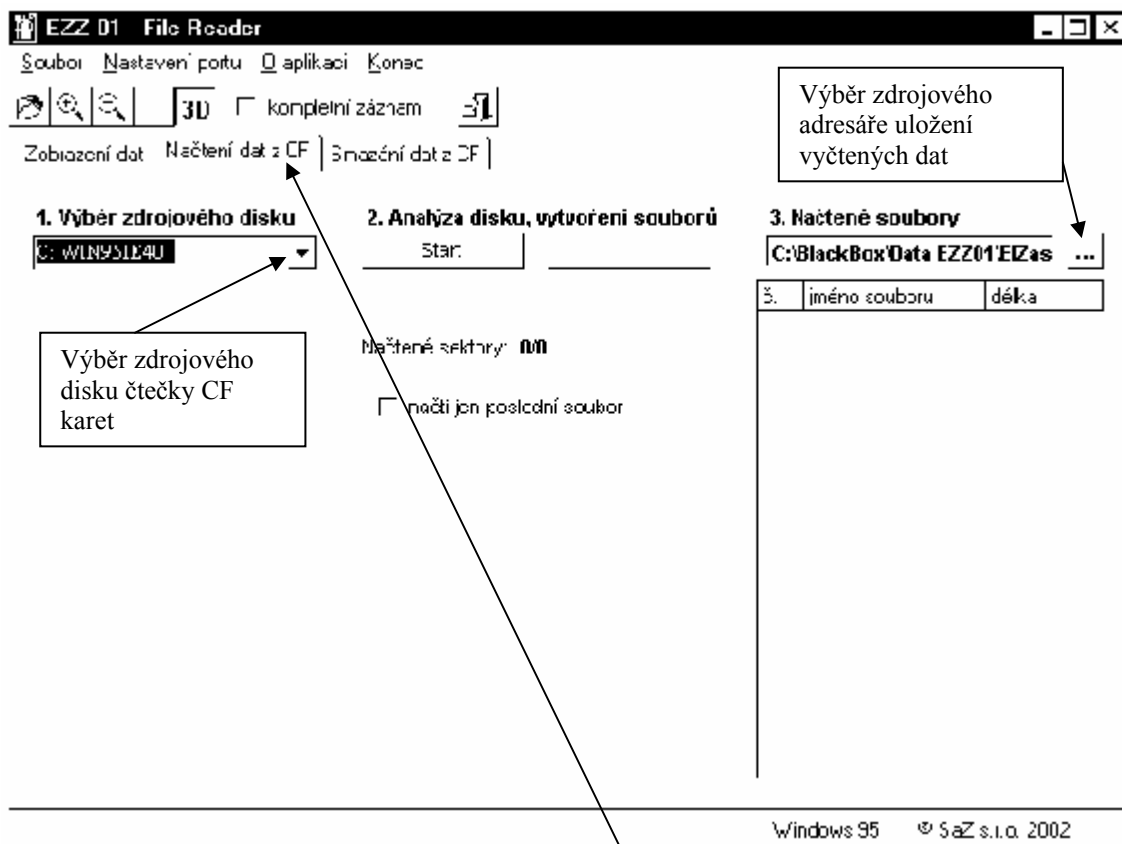 EZZ 01 File Reader
Soubor Nastavení portu O aplikaci Konec
3D kompletní záznam
Výběr zdrojového
adresáře uložení
vyčtených dat
Zobrazení dat Načtení dat z CF Smazání dat z CF
1. Výběr zdrojového disku 2. Analýza disku, vytvoření souborů 3. Načtené soubory
C: Start C:\BlackBox\Data EZZ01\ElZas ...
č. jméno souboru délka
Výběr zdrojového
disku čtečky CF
karet
Načtené sektory: 0/0
načti jen poslední soubor
Windows 95 © SaZ s.r.o. 2002